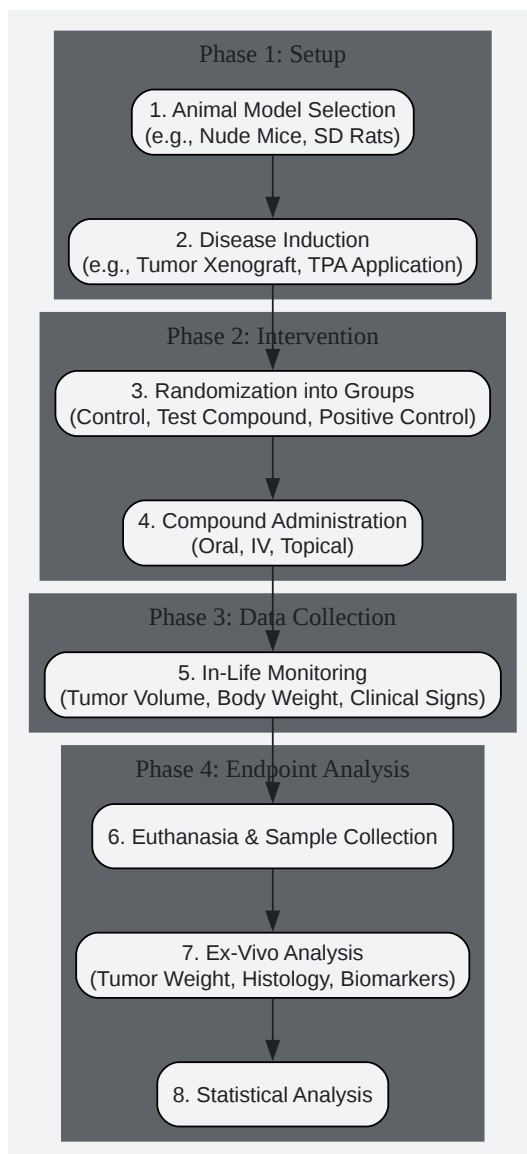 Phase 1: Setup
1. Animal Model Selection
(e.g., Nude Mice, SD Rats)
2. Disease Induction
(e.g., Tumor Xenograft, TPA Application)
Phase 2: Intervention
3. Randomization into Groups
(Control, Test Compound, Positive Control)
4. Compound Administration
(Oral, IV, Topical)
Phase 3: Data Collection
5. In-Life Monitoring
(Tumor Volume, Body Weight, Clinical Signs)
Phase 4: Endpoint Analysis
6. Euthanasia & Sample Collection
7. Ex-Vivo Analysis
(Tumor Weight, Histology, Biomarkers)
8. Statistical Analysis